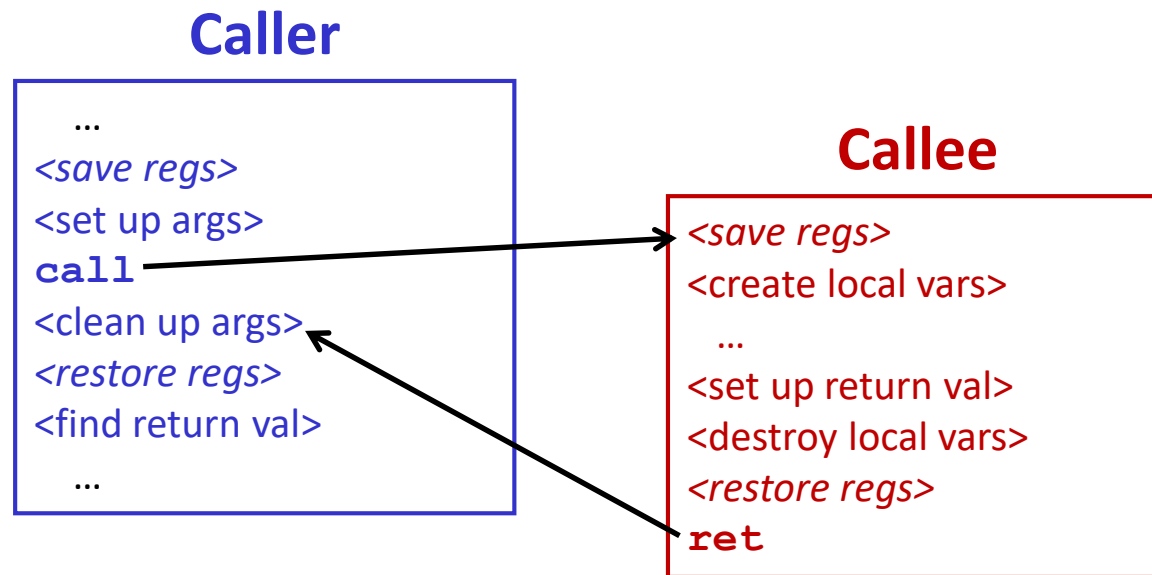 Caller
...
<save regs>
<set up args>
call
<clean up args>
<restore regs>
<find return val>
...
Callee
<save regs>
<create local vars>
...
<set up return val>
<destroy local vars>
<restore regs>
ret